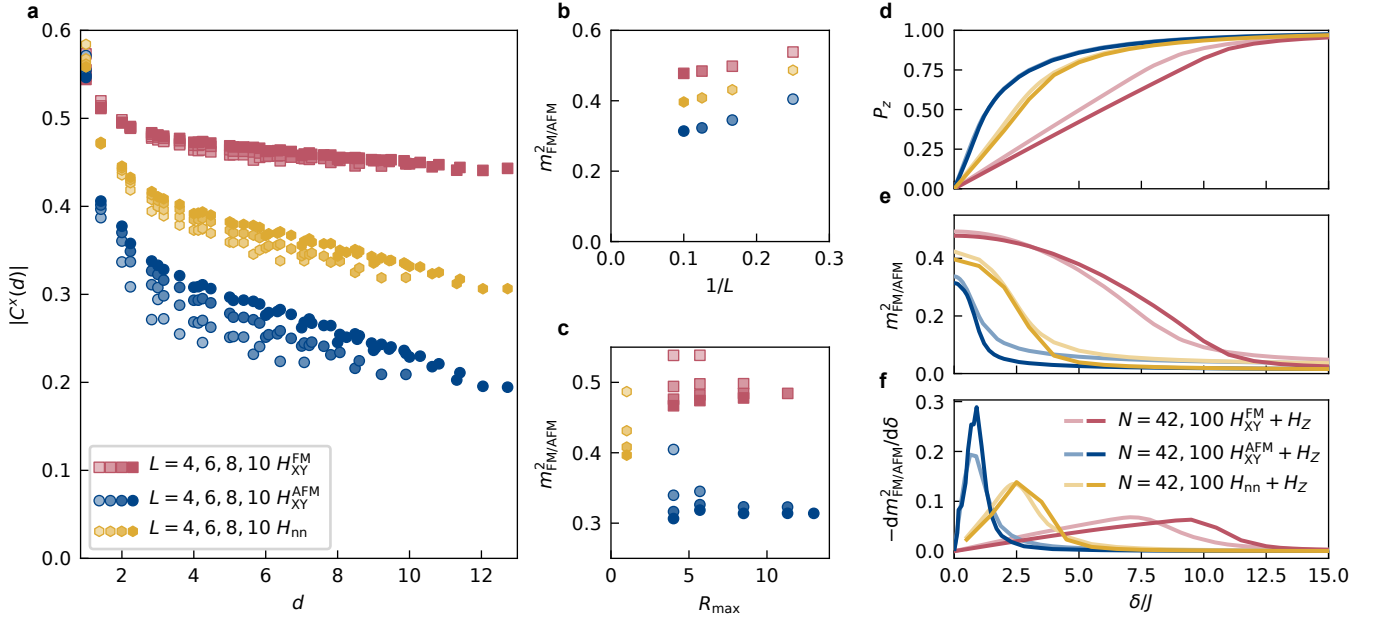 a
0.6
0.5
0.4
0.3
0.2
0.1
0.0
|C^x(d)|
2 4 6 8 10 12
d
L = 4, 6, 8, 10 H_XY^FM
L = 4, 6, 8, 10 H_XY^AFM
L = 4, 6, 8, 10 H_nn
b
0.6
0.4
0.2
0.0
m²_FM/AFM
0.1 0.2 0.3
1/L
c
0.5
0.4
0.3
m²_FM/AFM
0 5 10
R_max
d
1.00
0.75
0.50
0.25
0.00
P_z
e
0.4
0.2
0.0
m²_FM/AFM
f
0.3
0.2
0.1
0.0
−dm²_FM/AFM/dδ
N = 42, 100 H_XY^FM + H_Z
N = 42, 100 H_XY^AFM + H_Z
N = 42, 100 H_nn + H_Z
0.0 2.5 5.0 7.5 10.0 12.5 15.0
δ/J